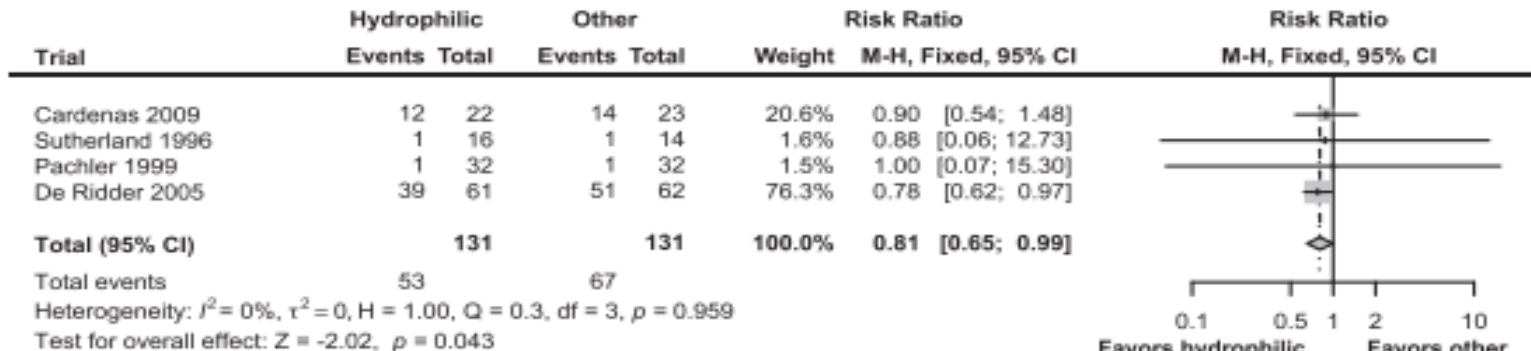 Hydrophilic Other Risk Ratio Risk Ratio
Trial Events Total Events Total Weight M-H, Fixed, 95% CI M-H, Fixed, 95% CI
Cardenas 2009 12 22 14 23 20.6% 0.90 [0.54; 1.48]
Sutherland 1996 1 16 1 14 1.6% 0.88 [0.06; 12.73]
Pachler 1999 1 32 1 32 1.5% 1.00 [0.07; 15.30]
De Ridder 2005 39 61 51 62 76.3% 0.78 [0.62; 0.97]
Total (95% CI) 131 131 100.0% 0.81 [0.65; 0.99]
Total events 53 67
Heterogeneity: I² = 0%, τ² = 0, H = 1.00, Q = 0.3, df = 3, p = 0.959
0.1 0.5 1 2 10
Test for overall effect: Z = -2.02, p = 0.043
Favors hydrophilic Favors other